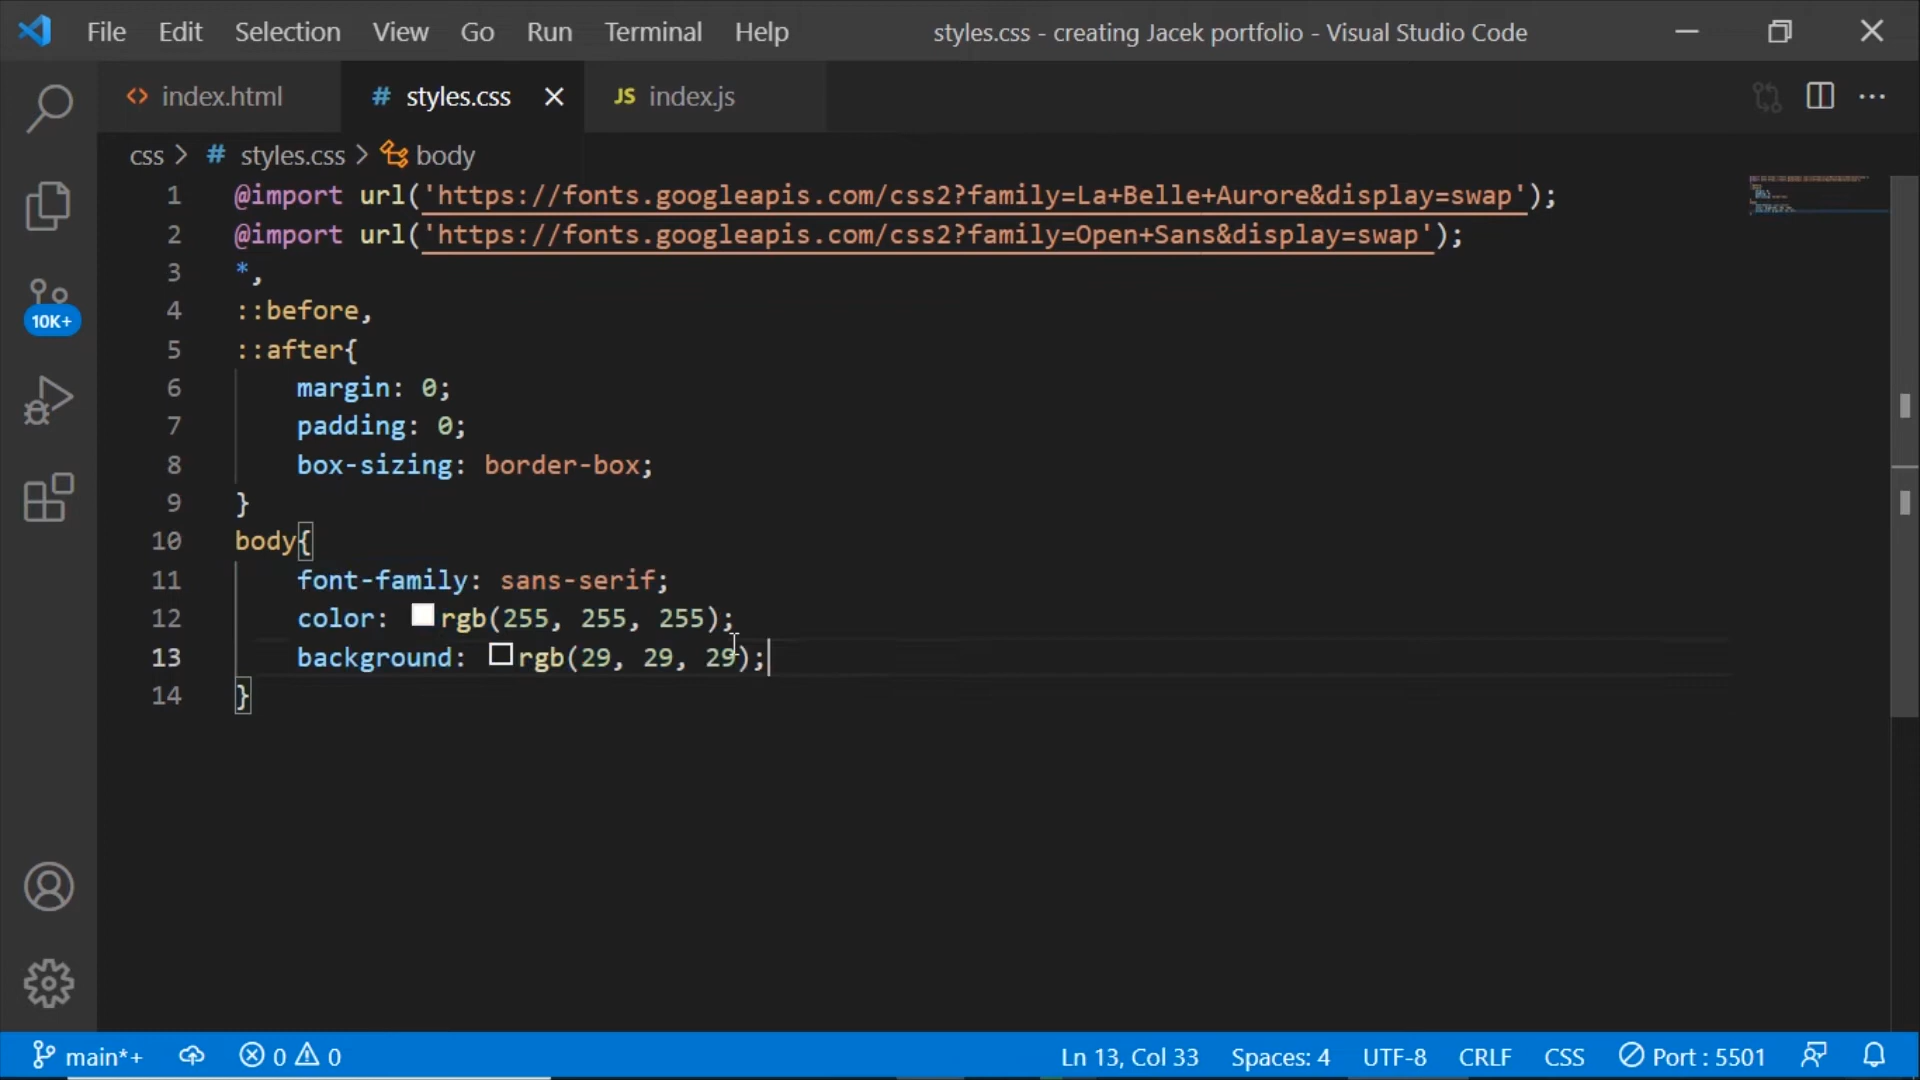 File Edit Selection View Go Run Terminal Help styles.css - creating Jacek portfolio - Visual Studio Code
<> index.html # styles.css JS index.js
css > # styles.css > body
1 @import url('https://fonts.googleapis.com/css2?family=La+Belle+Aurore&display=swap');
2 @import url('https://fonts.googleapis.com/css2?family=Open+Sans&display=swap');
3 *,
4 ::before,
5 ::after{
6 margin: 0;
7 padding: 0;
8 box-sizing: border-box;
9 }
10 body{
11 font-family: sans-serif;
12 color: rgb(255, 255, 255);
13 background: rgb(29, 29, 29);
14 }
10K+
main*+ 0 0 Ln 13, Col 33 Spaces: 4 UTF-8 CRLF CSS Port : 5501